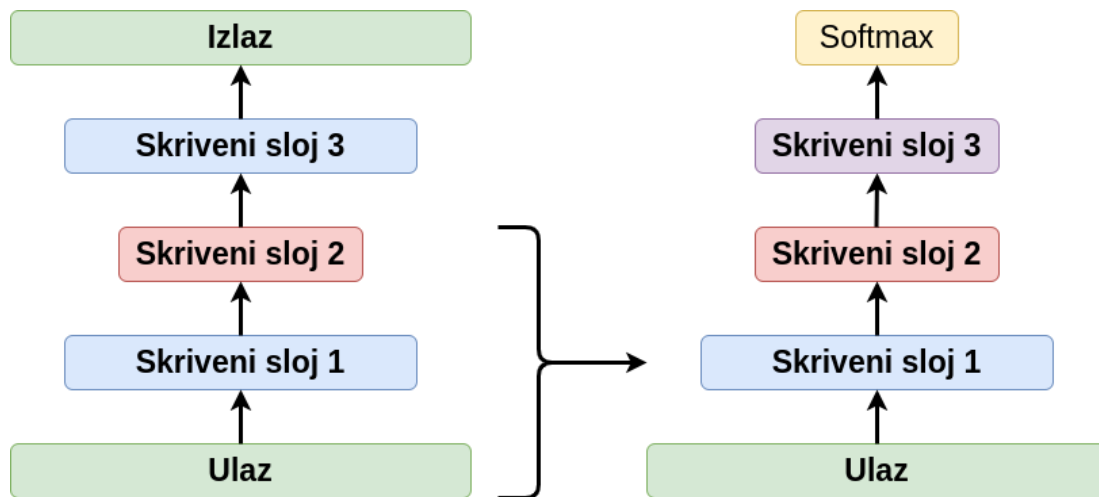 Izlaz
Skriveni sloj 3
Skriveni sloj 2
Skriveni sloj 1
Ulaz
Softmax
Skriveni sloj 3
Skriveni sloj 2
Skriveni sloj 1
Ulaz